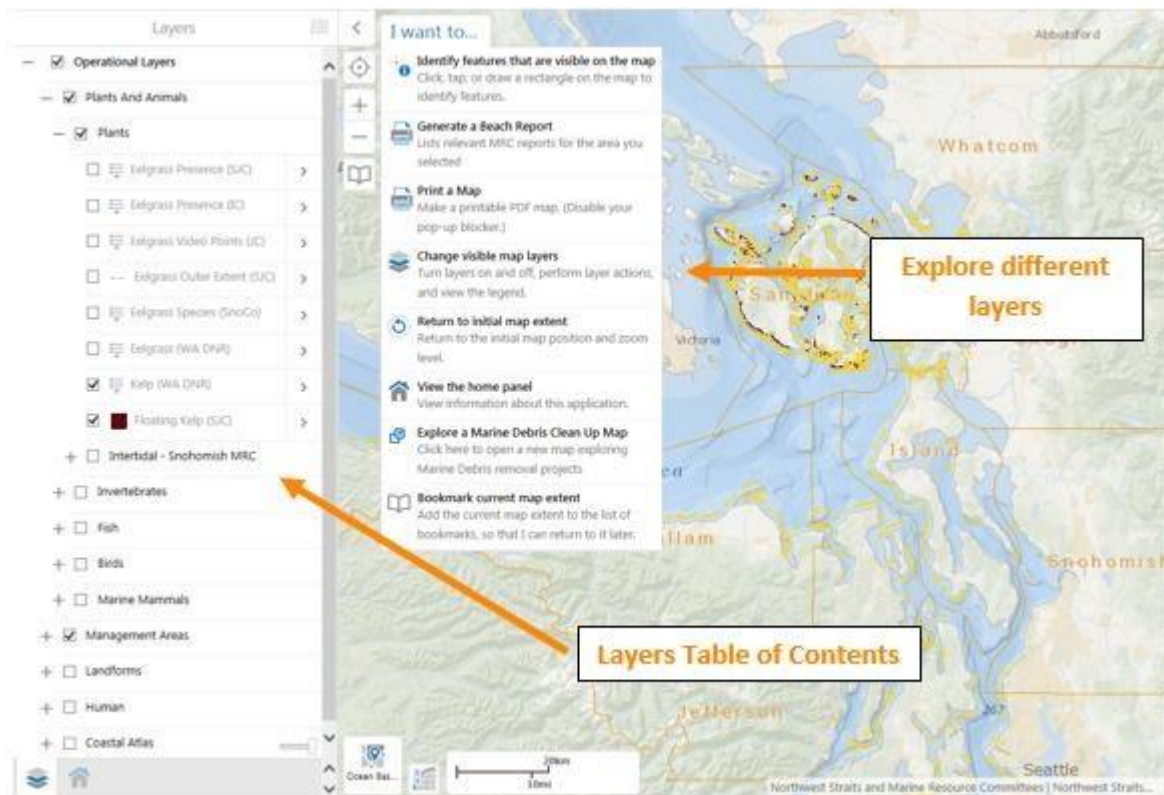 Layers
Operational Layers
Plants And Animals
Plants
Eelgrass Presence (SJC)
Eelgrass Presence (IC)
Eelgrass Video Points (JC)
Eelgrass Outer Extent (SJC)
Eelgrass Species (SnoCo)
Eelgrass (WA DNR)
Kelp (WA DNR)
Floating Kelp (SJC)
Intertidal - Snohomish MRC
Invertebrates
Fish
Birds
Marine Mammals
Management Areas
Landforms
Human
Coastal Atlas
I want to...
Identify features that are visible on the map
Click, tap, or draw a rectangle on the map to
identify features.
Generate a Beach Report
Lists relevant MRC reports for the area you
selected
Print a Map
Make a printable PDF map. (Disable your
pop-up blocker.)
Change visible map layers
Turn layers on and off, perform layer actions,
and view the legend.
Return to initial map extent
Return to the initial map position and zoom
level.
View the home panel
View information about this application.
Explore a Marine Debris Clean Up Map
Click here to open a new map exploring
Marine Debris removal projects
Bookmark current map extent
Add the current map extent to the list of
bookmarks, so that I can return to it later.
Abbotsford
Whatcom
San Juan
Explore different
layers
Victoria
Island
Snohomish
Layers Table of Contents
Jefferson
267
Seattle
Ocean Bas...
20km
10mi
Northwest Straits and Marine Resource Committees | Northwest Straits...